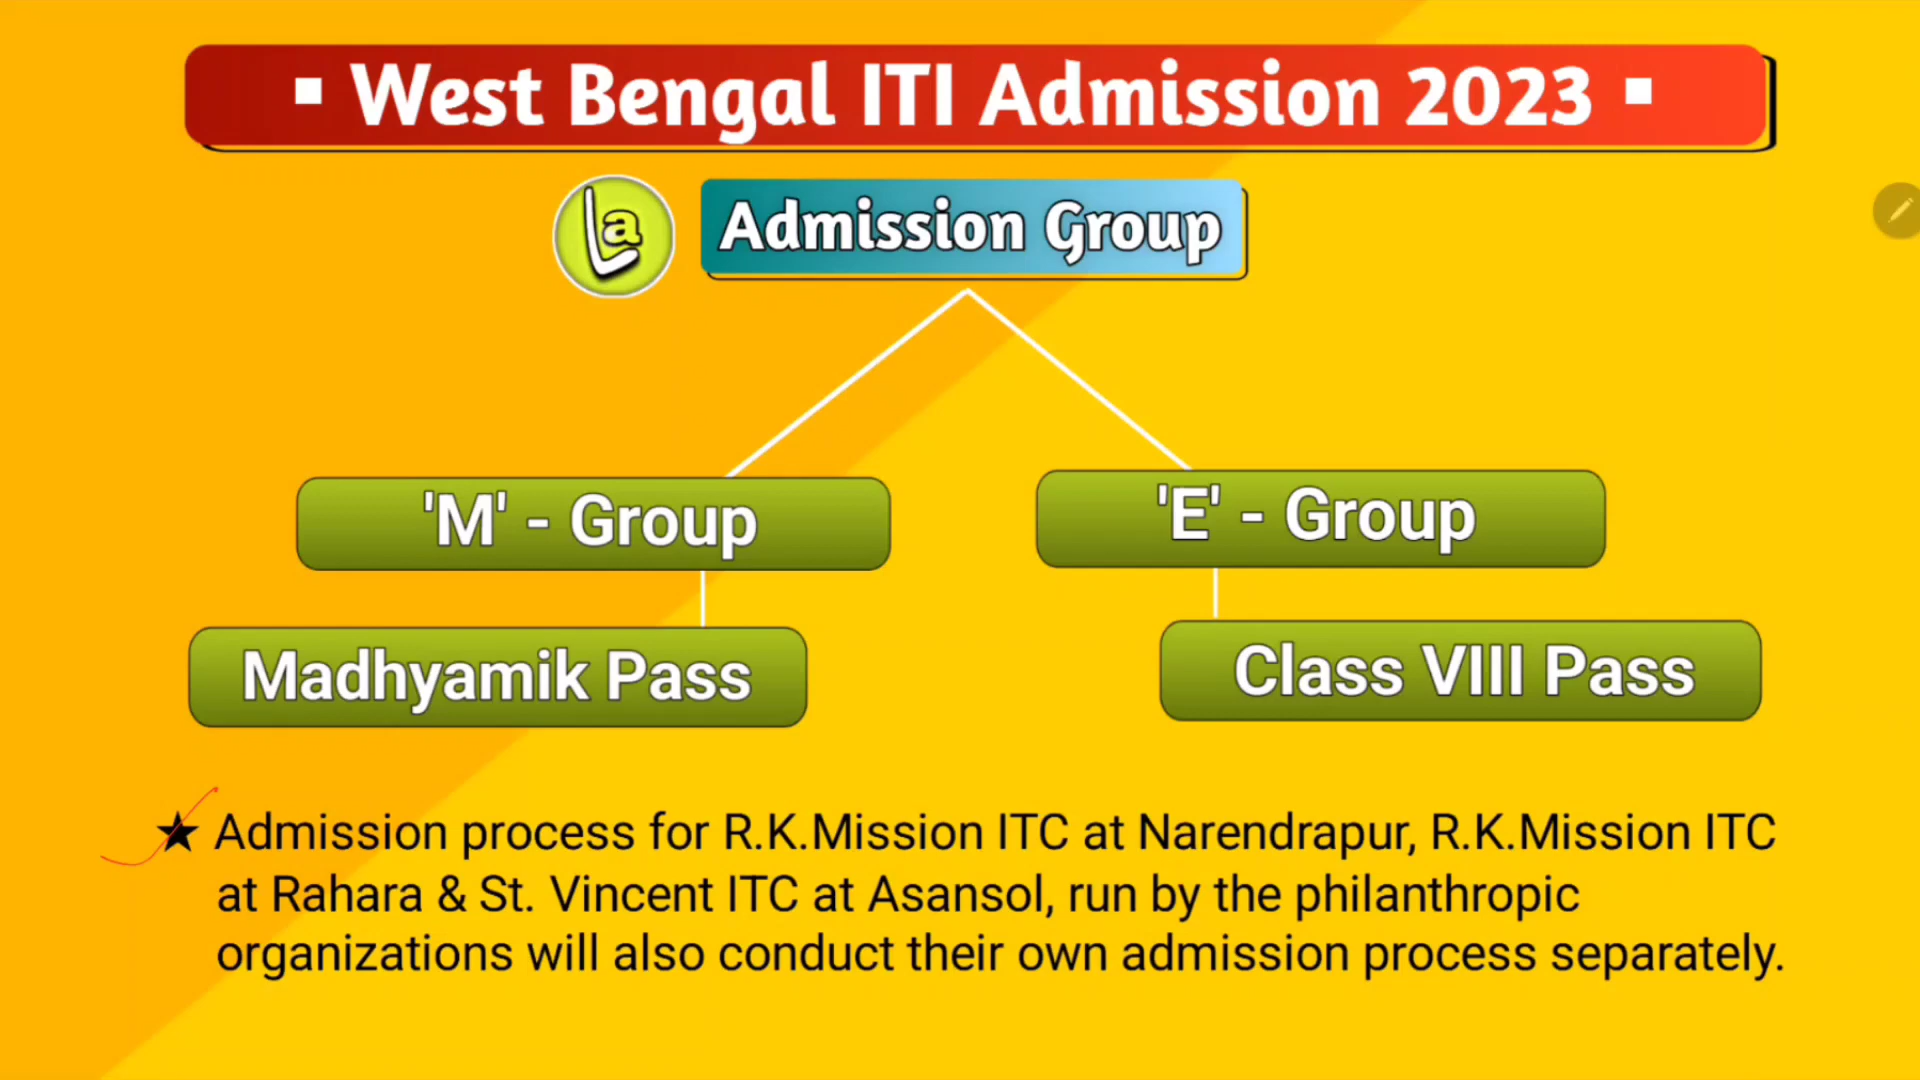 ▪ West Bengal ITI Admission 2023 ▪
La
Admission Group
'M' - Group
'E' - Group
Madhyamik Pass
Class VIII Pass
★ Admission process for R.K.Mission ITC at Narendrapur, R.K.Mission ITC
at Rahara & St. Vincent ITC at Asansol, run by the philanthropic
organizations will also conduct their own admission process separately.